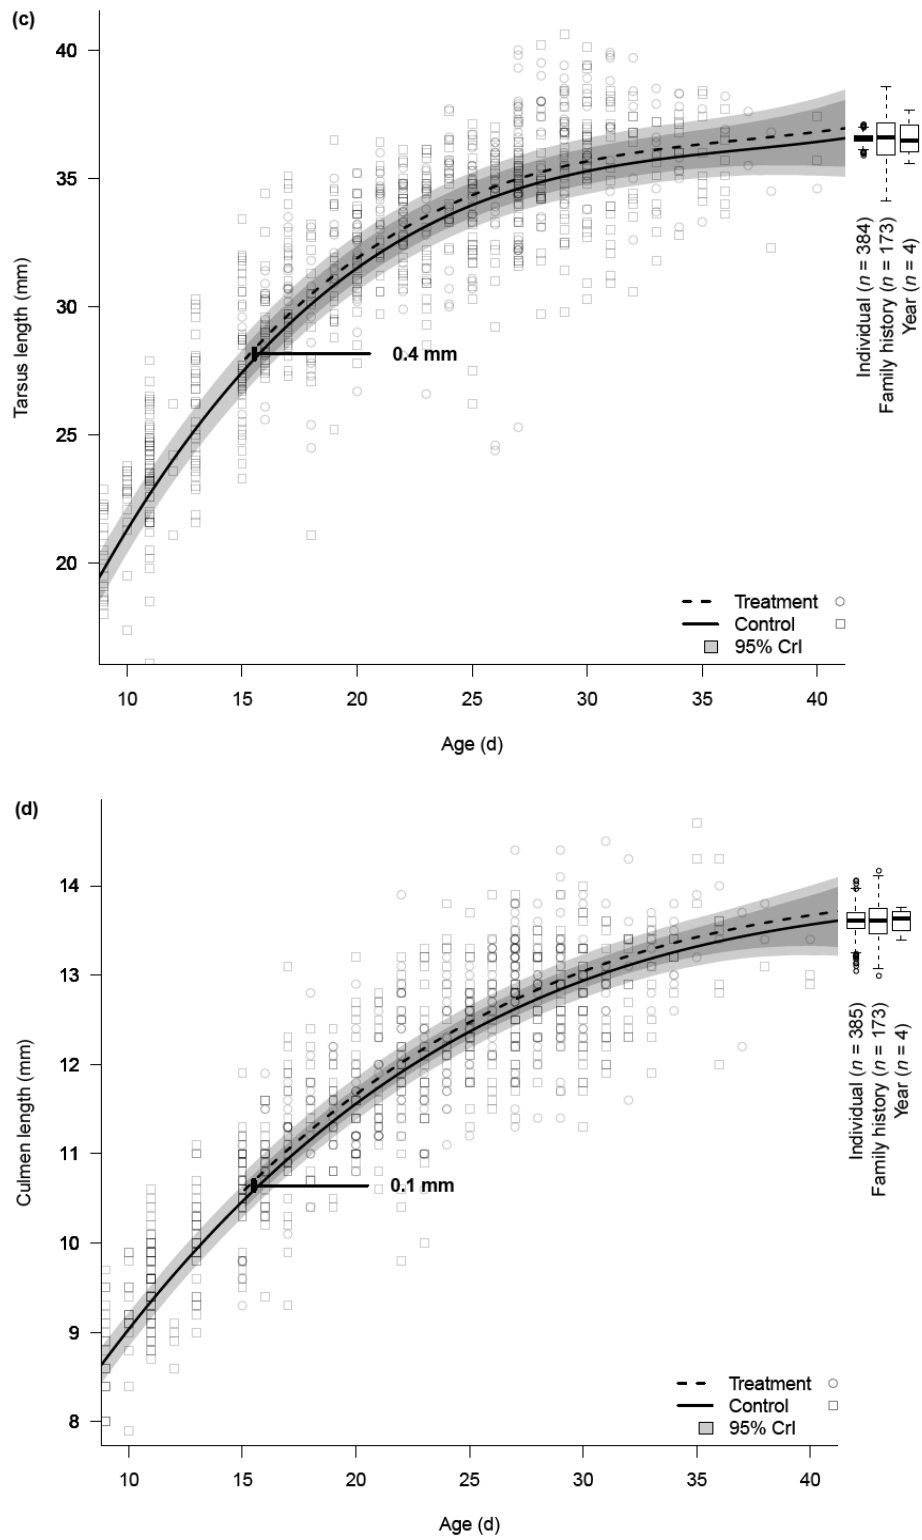 (c)
40
35
30
25
20
Tarsus length (mm)
0.4 mm
Individual (n = 384)
Family history (n = 173)
Year (n = 4)
Treatment
Control
95% CrI
10 15 20 25 30 35 40
Age (d)
(d)
14
13
12
11
10
9
8
Culmen length (mm)
0.1 mm
Individual (n = 385)
Family history (n = 173)
Year (n = 4)
Treatment
Control
95% CrI
10 15 20 25 30 35 40
Age (d)